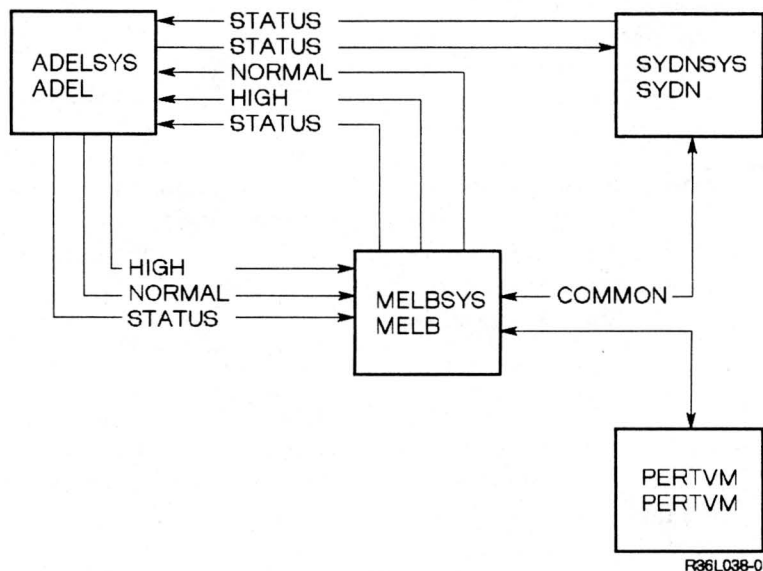 STATUS
STATUS
NORMAL
HIGH
STATUS
ADELSYS
ADEL
SYDNSYS
SYDN
HIGH
NORMAL
STATUS
MELBSYS
MELB
COMMON
PERTVM
PERTVM
R36L038-0